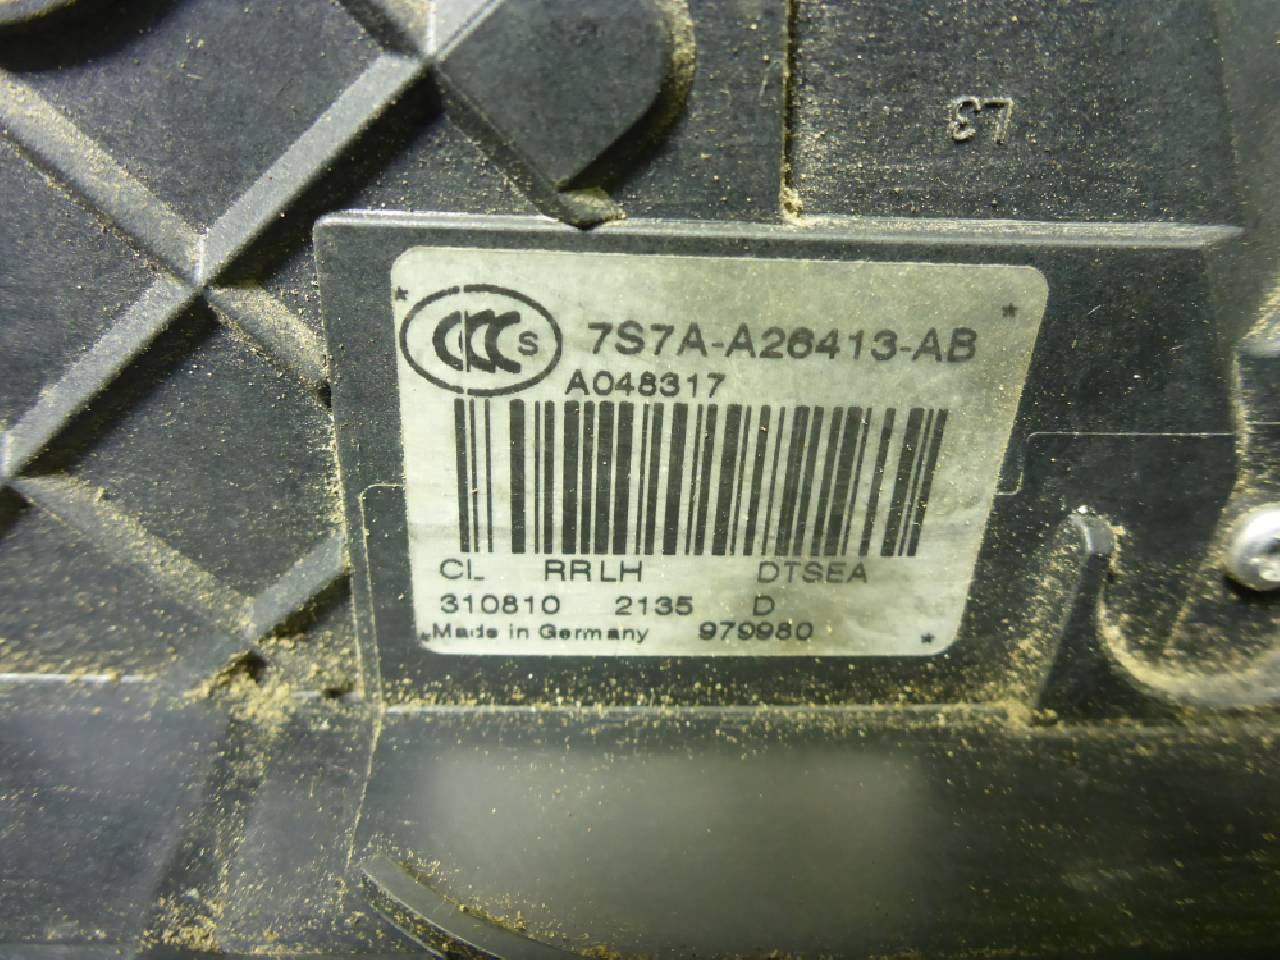 L3
CCC S 7S7A-A26413-AB
A048317
CL RRLH DTSEA
310810 2135 D
Made in Germany 979980